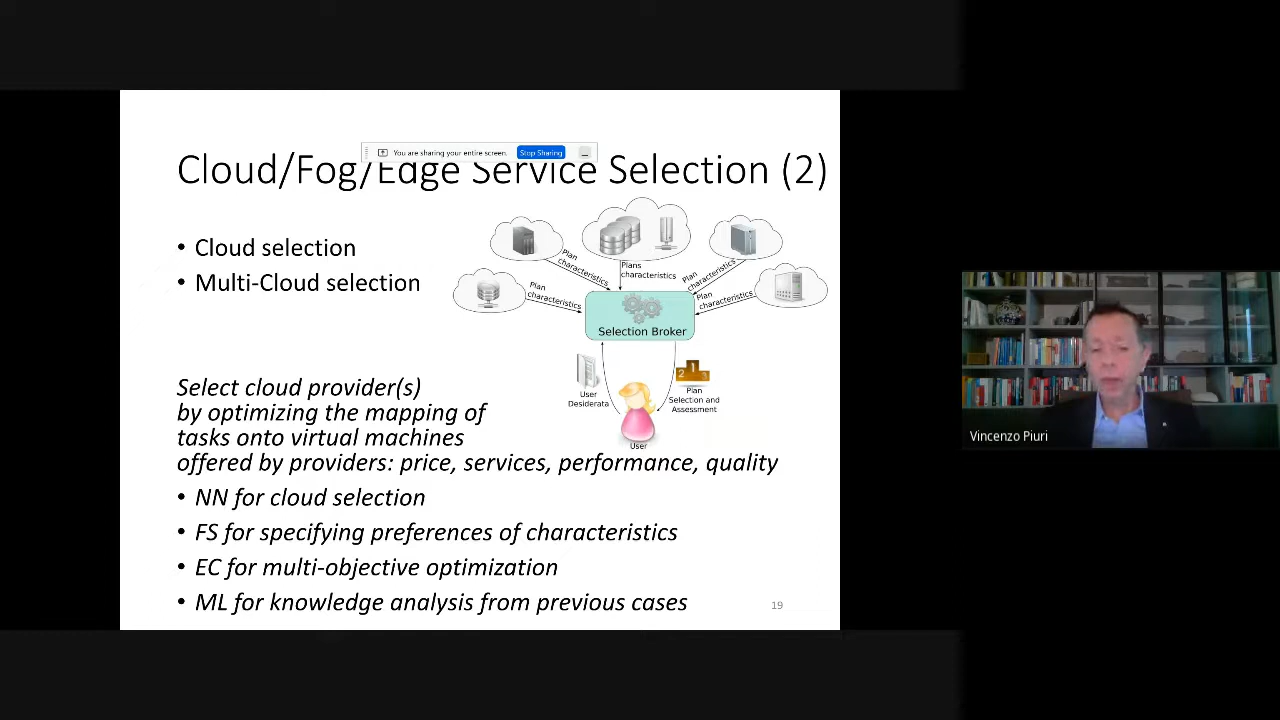 You are sharing your entire screen.
Stop Sharing
Cloud/Fog/Edge Service Selection (2)
• Cloud selection
• Multi-Cloud selection
Plan
characteristics
Plan
characteristics
Plans
characteristics
Plan
characteristics
Plan
characteristics
Selection Broker
User
Desiderata
2 1 3
Plan
Selection and
Assessment
User
Select cloud provider(s)
by optimizing the mapping of
tasks onto virtual machines
offered by providers: price, services, performance, quality
• NN for cloud selection
• FS for specifying preferences of characteristics
• EC for multi-objective optimization
• ML for knowledge analysis from previous cases
19
Vincenzo Piuri